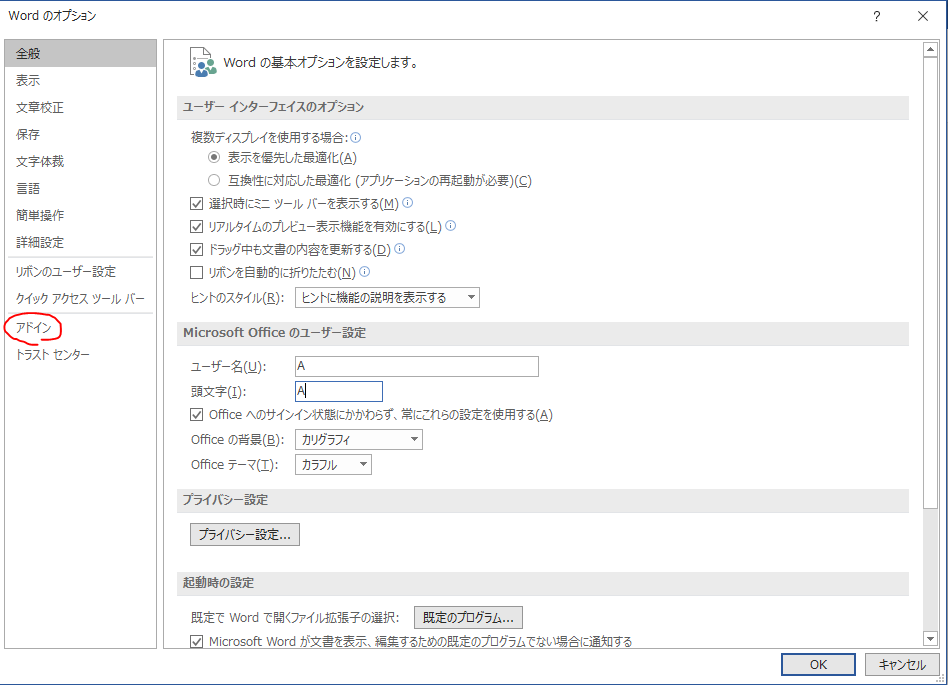 Word のオプション
?
全般
表示
文章校正
保存
文字体裁
言語
簡単操作
詳細設定
リボンのユーザー設定
クイック アクセス ツール バー
アドイン
トラスト センター
Word の基本オプションを設定します。
ユーザー インターフェイスのオプション
複数ディスプレイを使用する場合:
表示を優先した最適化(A)
互換性に対応した最適化 (アプリケーションの再起動が必要)(C)
選択時にミニ ツール バーを表示する(M)
リアルタイムのプレビュー表示機能を有効にする(L)
ドラッグ中も文書の内容を更新する(D)
リボンを自動的に折りたたむ(N)
ヒントのスタイル(R): ヒントに機能の説明を表示する
Microsoft Office のユーザー設定
ユーザー名(U): A
頭文字(I): A
Office へのサインイン状態にかかわらず、常にこれらの設定を使用する(A)
Office の背景(B): カリグラフィ
Office テーマ(T): カラフル
プライバシー設定
プライバシー設定...
起動時の設定
既定で Word で開くファイル拡張子の選択: 既定のプログラム...
Microsoft Word が文書を表示、編集するための既定のプログラムでない場合に通知する
OK キャンセル